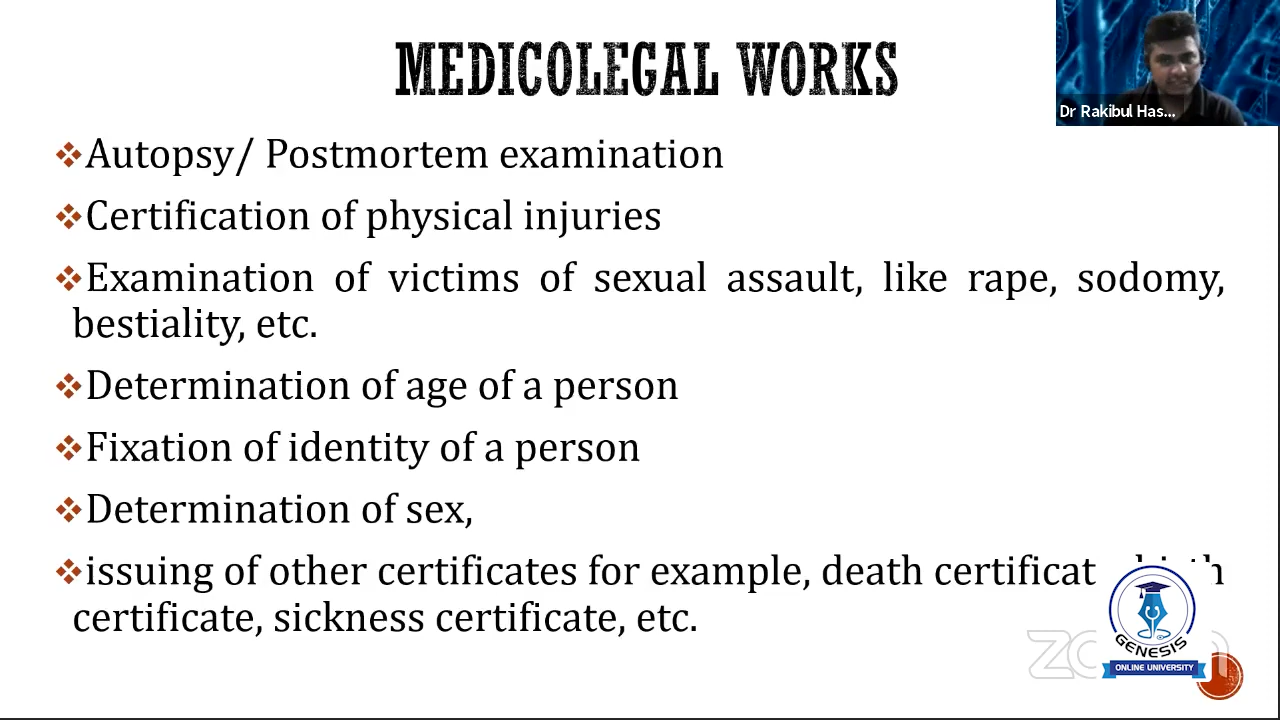 MEDICOLEGAL WORKS
Dr Rakibul Has...
❖Autopsy/ Postmortem examination
❖Certification of physical injuries
❖Examination of victims of sexual assault, like rape, sodomy,
bestiality, etc.
❖Determination of age of a person
❖Fixation of identity of a person
❖Determination of sex,
❖issuing of other certificates for example, death certificat
certificate, sickness certificate, etc.
GENESIS
ONLINE UNIVERSITY